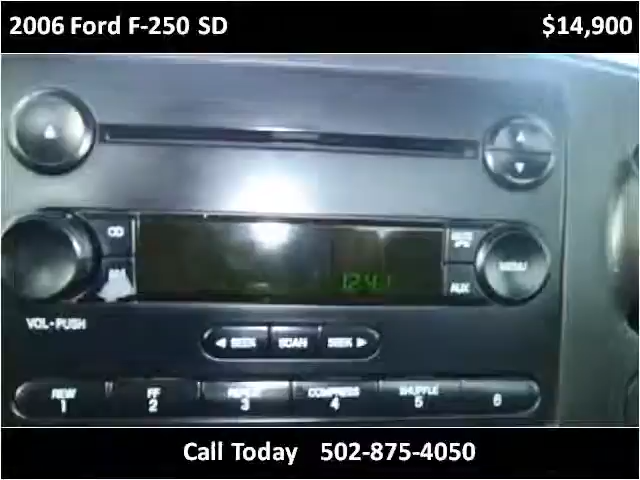 2006 Ford F-250 SD $14,900
CD
12:41
AUX
MENU
VOL-PUSH
SEEK SCAN SEEK
REW FF COMPRESS SHUFFLE
1 2 3 4 5 6
Call Today 502-875-4050